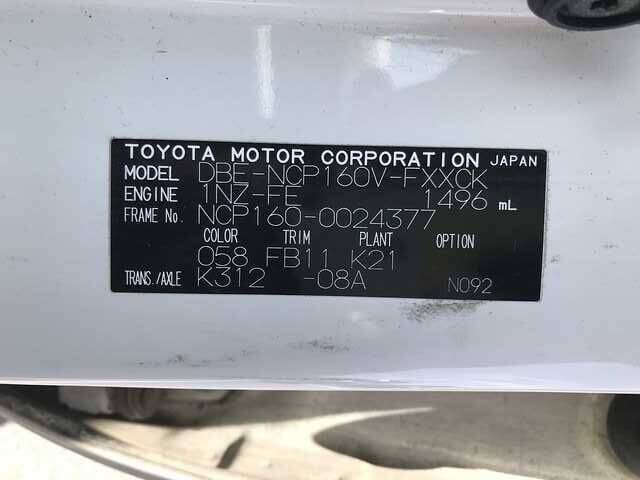 TOYOTA MOTOR CORPORATION JAPAN
MODEL DBE-NCP160V-FXXCK
ENGINE 1NZ-FE 1496 mL
FRAME No. NCP160-0024377
COLOR TRIM PLANT OPTION
058 FB11 K21
TRANS./AXLE K312 -08A N092